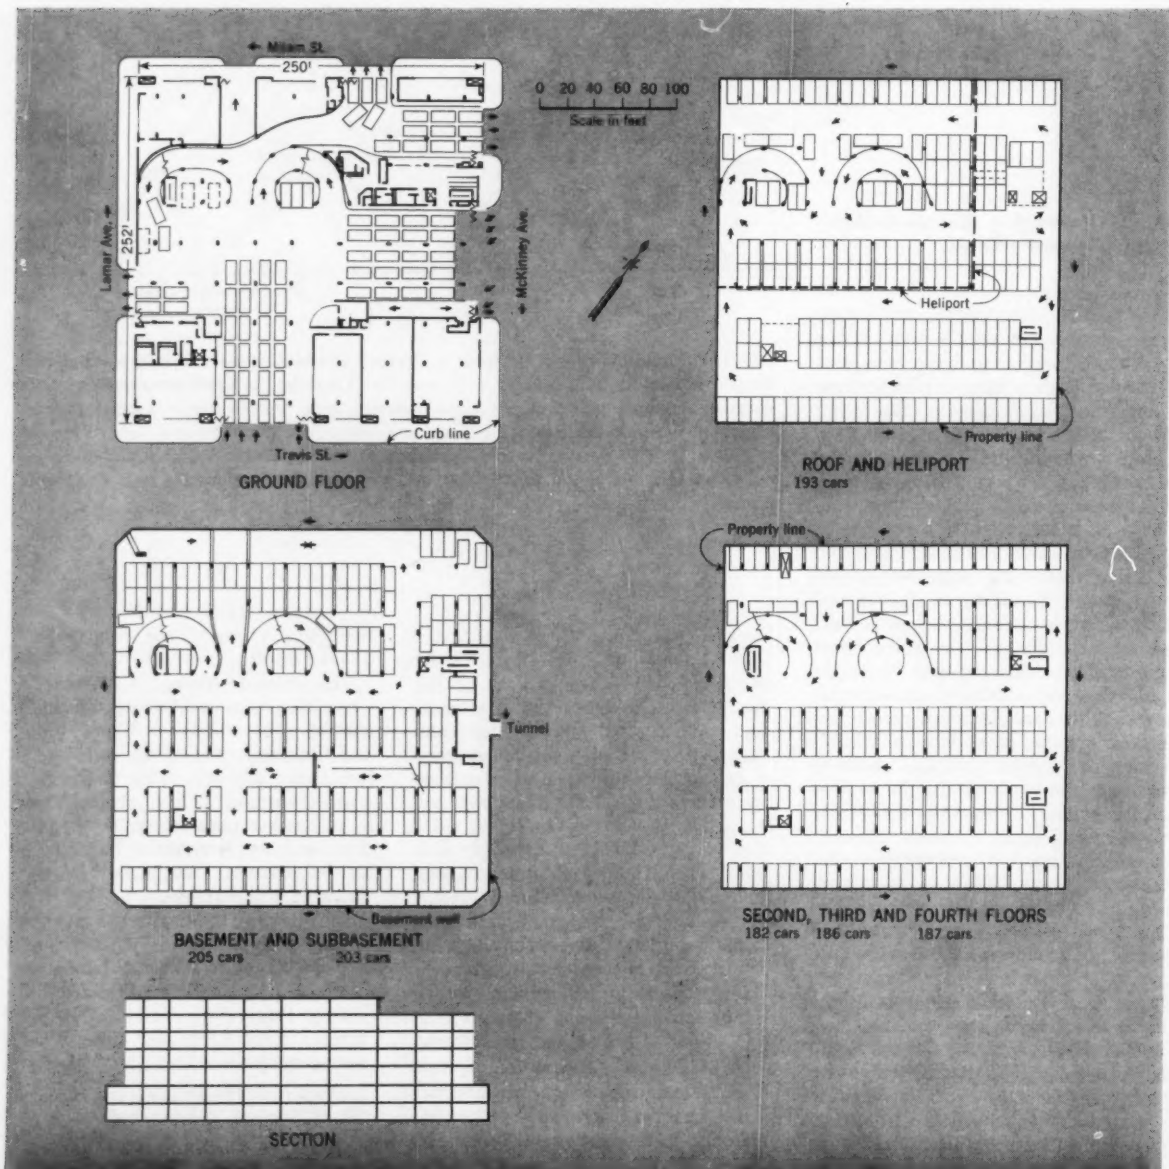 ← Milam St.
250'
252'
Lamar Ave. →
← McKinney Ave.
Travis St. →
Curb line
GROUND FLOOR
0 20 40 60 80 100
Scale in feet
Heliport
Property line
ROOF AND HELIPORT
193 cars
Tunnel
Basement wall
BASEMENT AND SUBBASEMENT
205 cars 203 cars
Property line
SECOND, THIRD AND FOURTH FLOORS
182 cars 186 cars 187 cars
SECTION